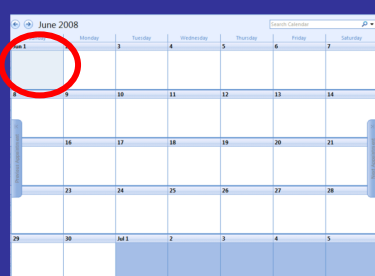 June 2008
Search Calendar
Monday Tuesday Wednesday Thursday Friday Saturday
Jun 1 2 3 4 5 6 7
8 9 10 11 12 13 14
16 17 18 19 20 21
23 24 25 26 27 28
29 30 Jul 1 2 3 4 5